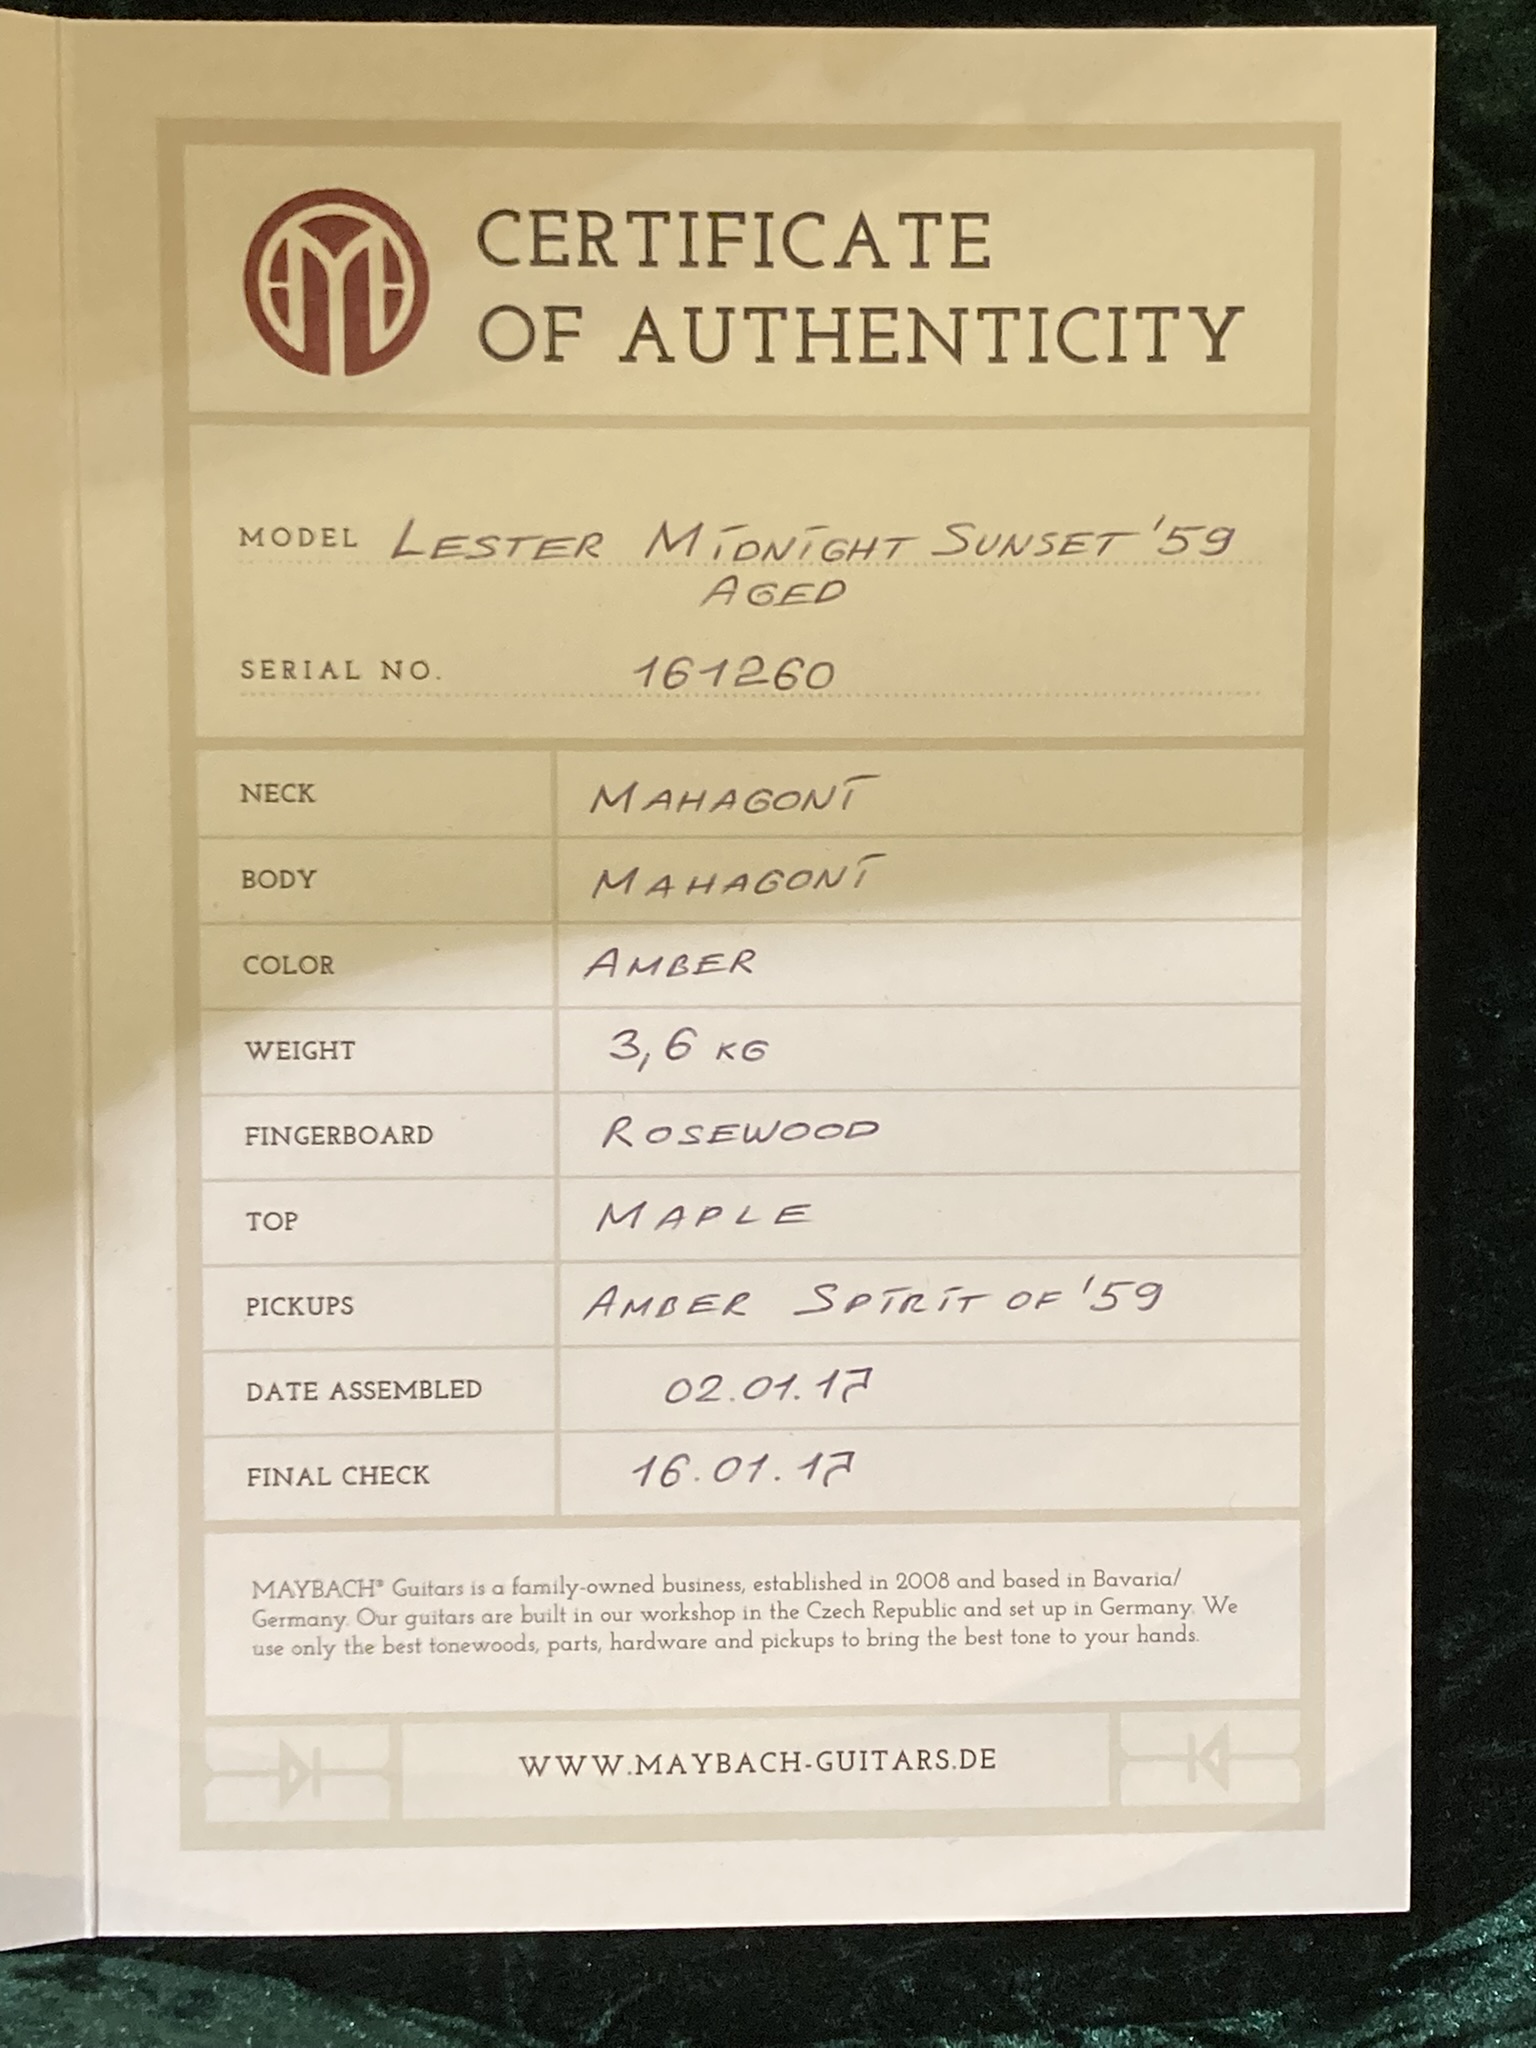 CERTIFICATE
OF AUTHENTICITY
MODEL LESTER MIDNIGHT SUNSET '59
AGED
SERIAL NO. 161260
NECK MAHAGONI
BODY MAHAGONI
COLOR AMBER
WEIGHT 3,6 KG
FINGERBOARD ROSEWOOD
TOP MAPLE
PICKUPS AMBER SPIRIT OF '59
DATE ASSEMBLED 02.01.17
FINAL CHECK 16.01.17
MAYBACH® Guitars is a family-owned business, established in 2008 and based in Bavaria/
Germany. Our guitars are built in our workshop in the Czech Republic and set up in Germany. We
use only the best tonewoods, parts, hardware and pickups to bring the best tone to your hands.
WWW.MAYBACH-GUITARS.DE